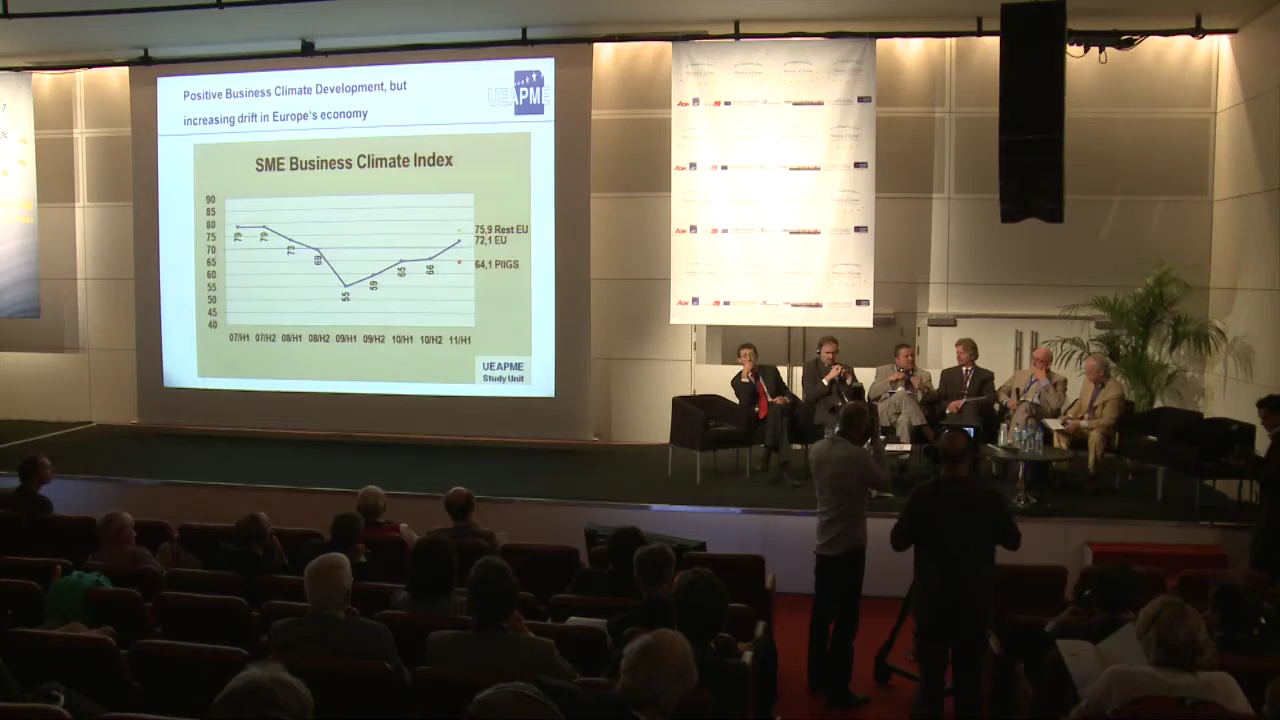 Positive Business Climate Development, but
increasing drift in Europe's economy
UEAPME
SME Business Climate Index
90
85
80
75
70
65
60
55
50
45
40
79
79
73
69
55
59
65
66
75,9 Rest EU
72,1 EU
64,1 PIIGS
07/H1 07/H2 08/H1 08/H2 09/H1 09/H2 10/H1 10/H2 11/H1
UEAPME
Study Unit